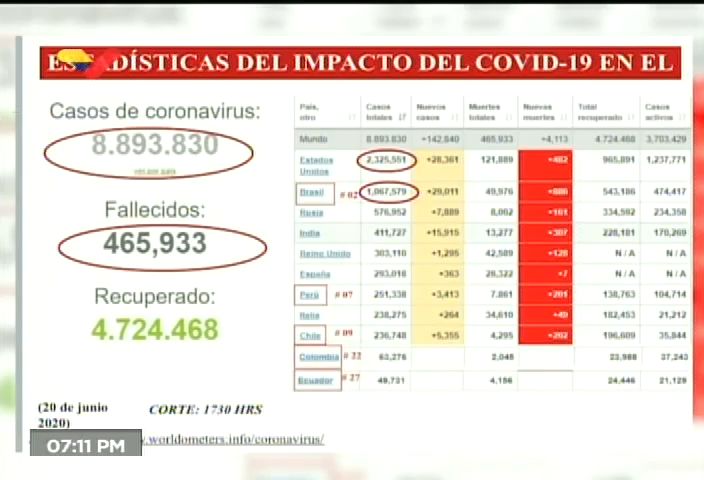 ESTADÍSTICAS DEL IMPACTO DEL COVID-19 EN EL
Casos de coronavirus:
8.893.830
ver por país
Fallecidos:
465,933
Recuperado:
4.724.468
(20 de junio
2020)
CORTE: 1730 HRS
07:11 PM
.worldometers.info/coronavirus/
País, otro Casos totales Nuevos casos Muertes totales Nuevas muertes Total recuperado Casos activos
Mundo 8.893.830 +142,840 465,933 +4,113 4.724.468 3,703,429
Estados Unidos 2,325,551 +28,361 121,889 +482 965,891 1,237,771
Brasil # 02 1,067,579 +29,011 49,976 543,186 474,417
Rusia 576,952 +7,889 8,002 +161 334,592 234,358
India 411,727 +15,915 13,277 +307 228,181 170,269
Reino Unido 303,110 +1,295 42,589 +128 N/A N/A
España 293,018 +363 28,322 +7 N/A N/A
Perú # 07 251,338 +3,413 7,861 +201 138,763 104,714
Italia 238,275 +264 34,610 +49 182,453 21,212
Chile # 09 236,748 +5,355 4,295 +202 196,609 35,844
Colombia # 22 63,276 2,045 23,988 37,243
Ecuador # 27 49,731 4,156 24,446 21,129